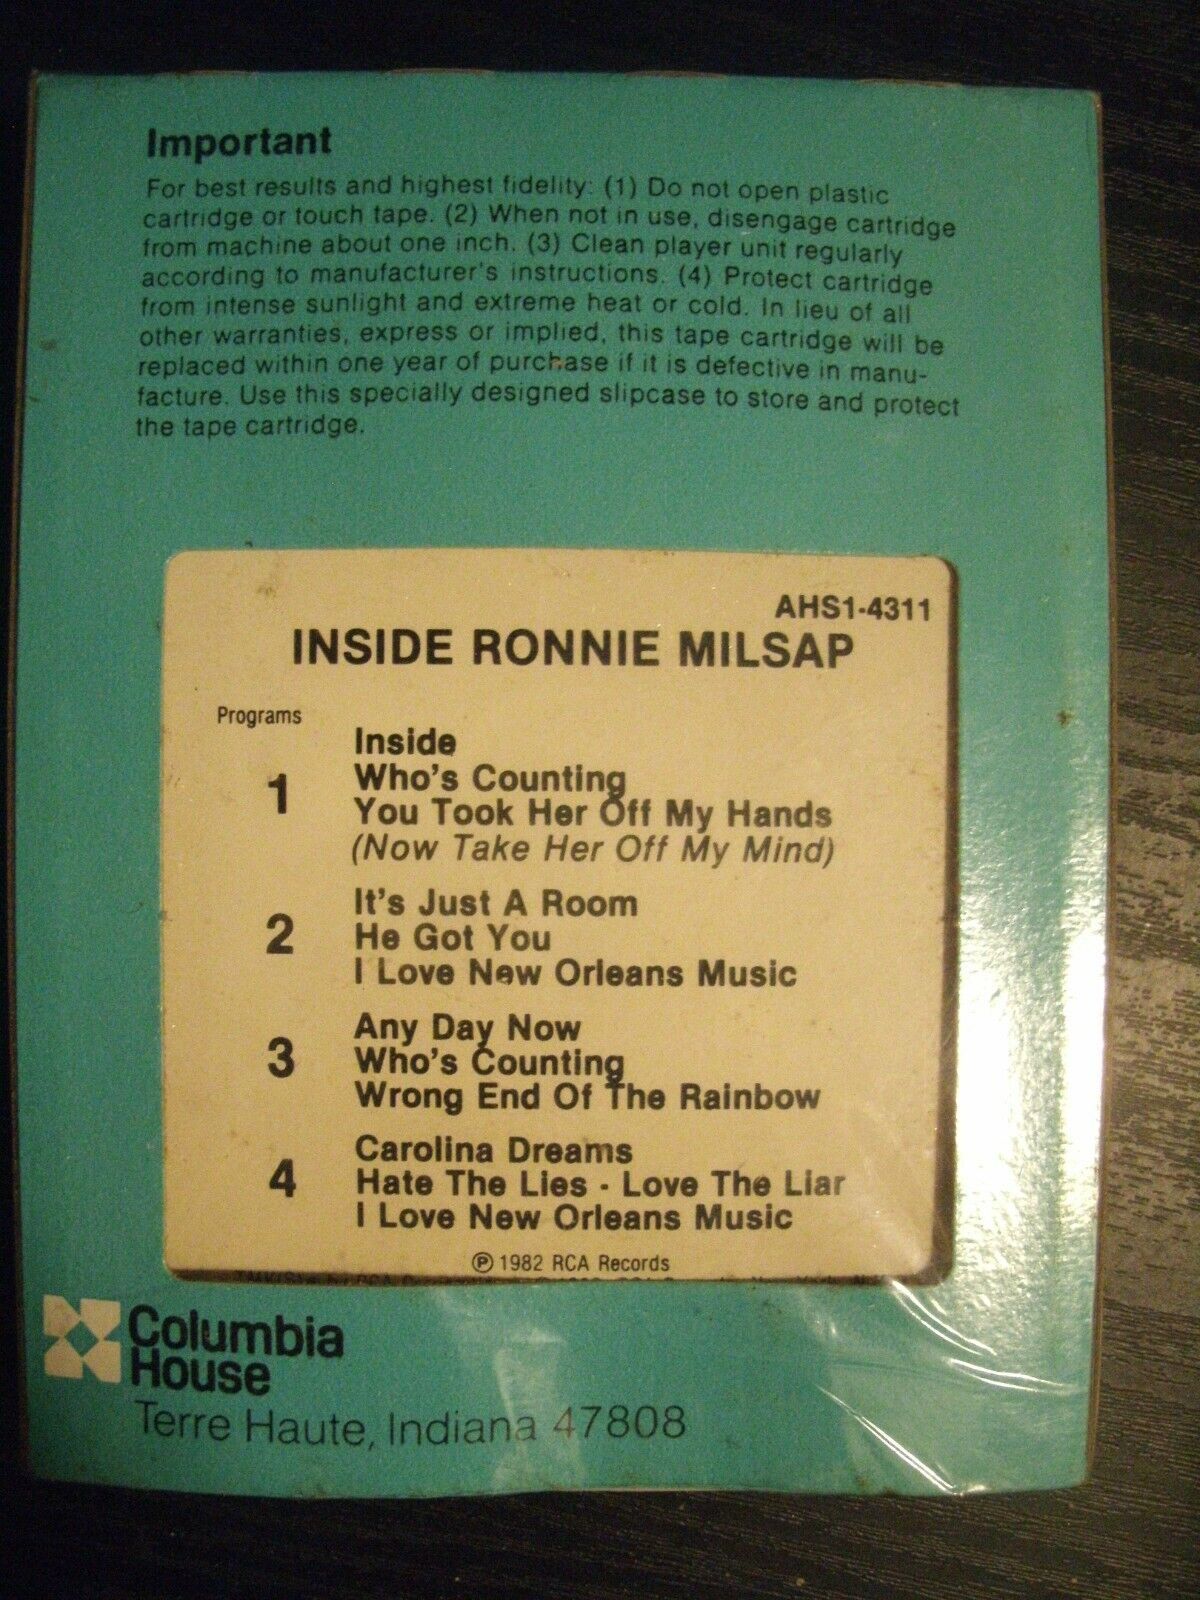 Important
For best results and highest fidelity: (1) Do not open plastic
cartridge or touch tape. (2) When not in use, disengage cartridge
from machine about one inch. (3) Clean player unit regularly
according to manufacturer's instructions. (4) Protect cartridge
from intense sunlight and extreme heat or cold. In lieu of all
other warranties, express or implied, this tape cartridge will be
replaced within one year of purchase if it is defective in manu-
facture. Use this specially designed slipcase to store and protect
the tape cartridge.
AHS1-4311
INSIDE RONNIE MILSAP
Programs
1
Inside
Who's Counting
You Took Her Off My Hands
(Now Take Her Off My Mind)
2
It's Just A Room
He Got You
I Love New Orleans Music
3
Any Day Now
Who's Counting
Wrong End Of The Rainbow
4
Carolina Dreams
Hate The Lies - Love The Liar
I Love New Orleans Music
℗ 1982 RCA Records
Columbia
House
Terre Haute, Indiana 47808